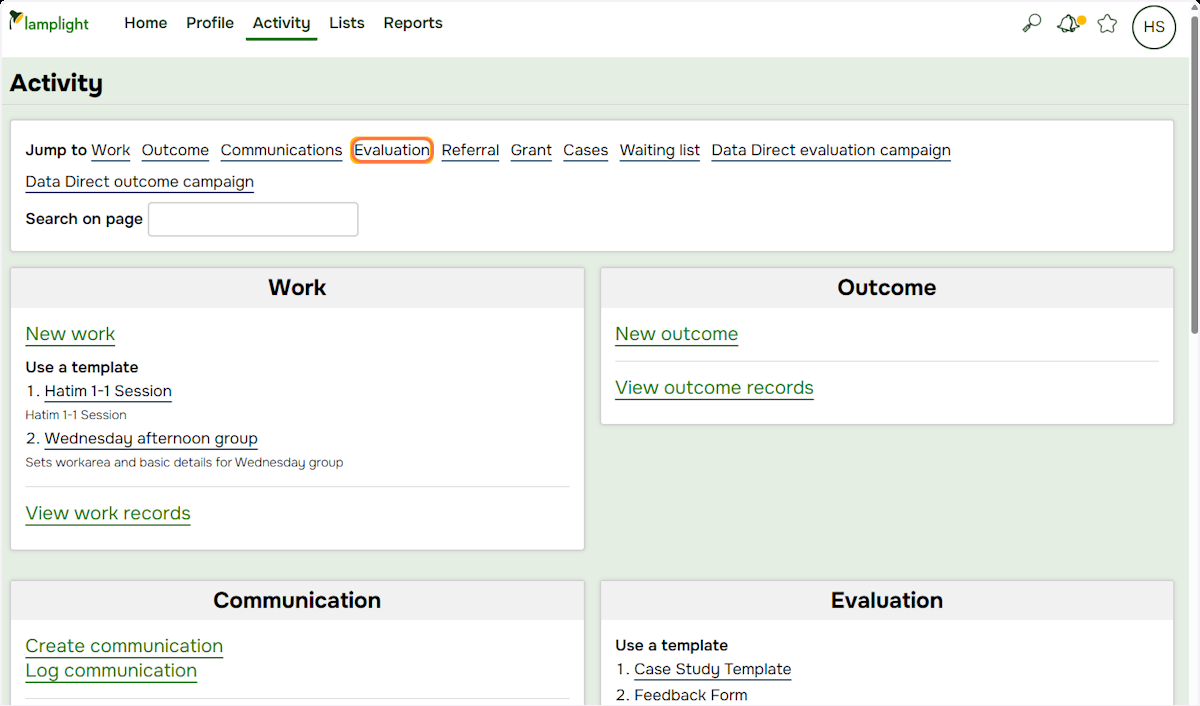 lamplight Home Profile Activity Lists Reports HS
Activity
Jump to Work Outcome Communications Evaluation Referral Grant Cases Waiting list Data Direct evaluation campaign
Data Direct outcome campaign
Search on page
Work
New work
Use a template
1. Hatim 1-1 Session
Hatim 1-1 Session
2. Wednesday afternoon group
Sets workarea and basic details for Wednesday group
View work records
Outcome
New outcome
View outcome records
Communication
Create communication
Log communication
Evaluation
Use a template
1. Case Study Template
2. Feedback Form